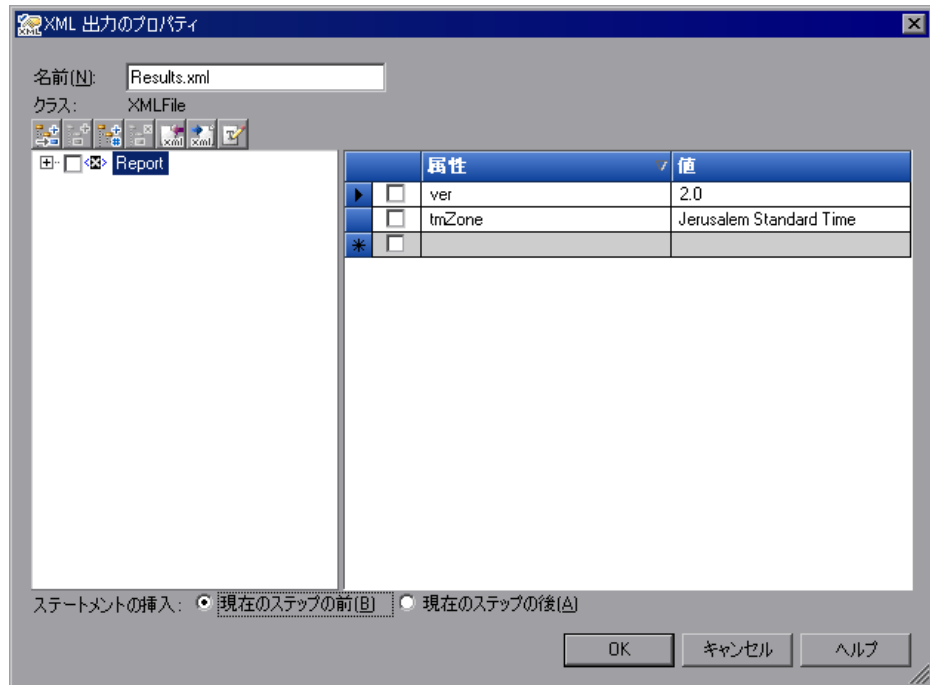 XML 出力のプロパティ
名前(N): Results.xml
クラス: XMLFile
Report
属性 値
ver 2.0
tmZone Jerusalem Standard Time
ステートメントの挿入: 現在のステップの前(B) 現在のステップの後(A)
OK キャンセル ヘルプ